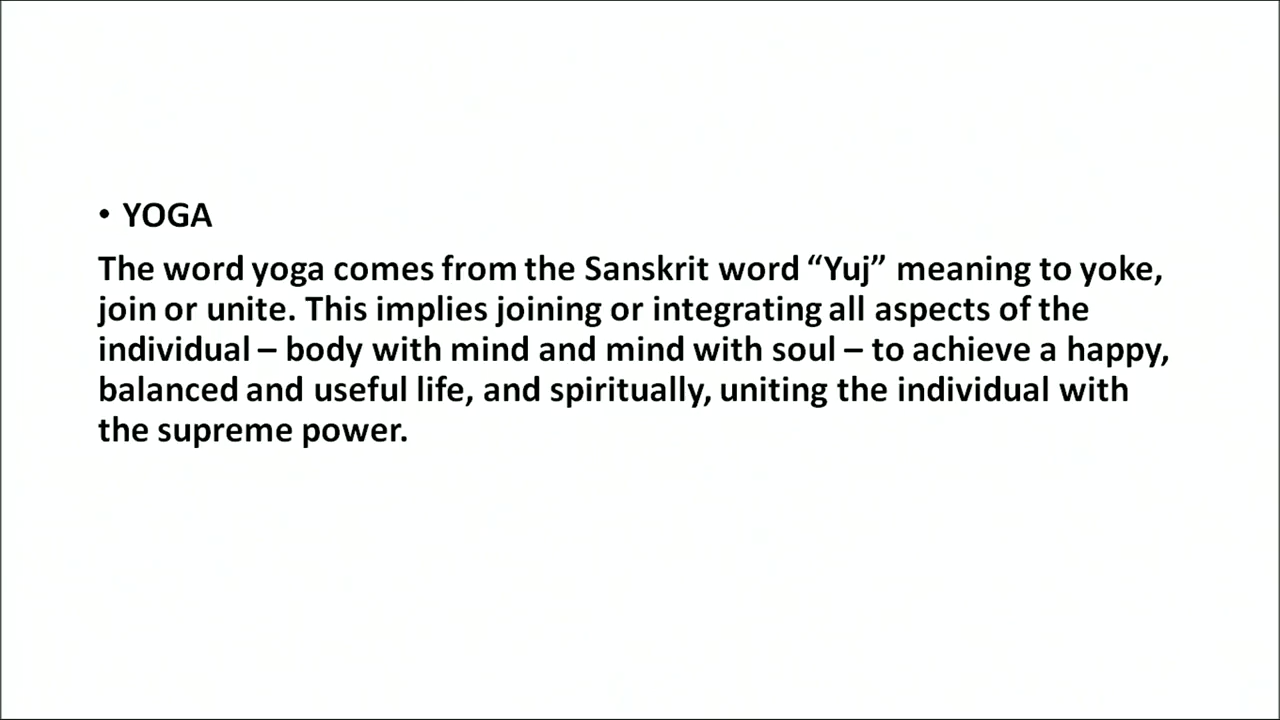 • YOGA
The word yoga comes from the Sanskrit word “Yuj” meaning to yoke,
join or unite. This implies joining or integrating all aspects of the
individual – body with mind and mind with soul – to achieve a happy,
balanced and useful life, and spiritually, uniting the individual with
the supreme power.